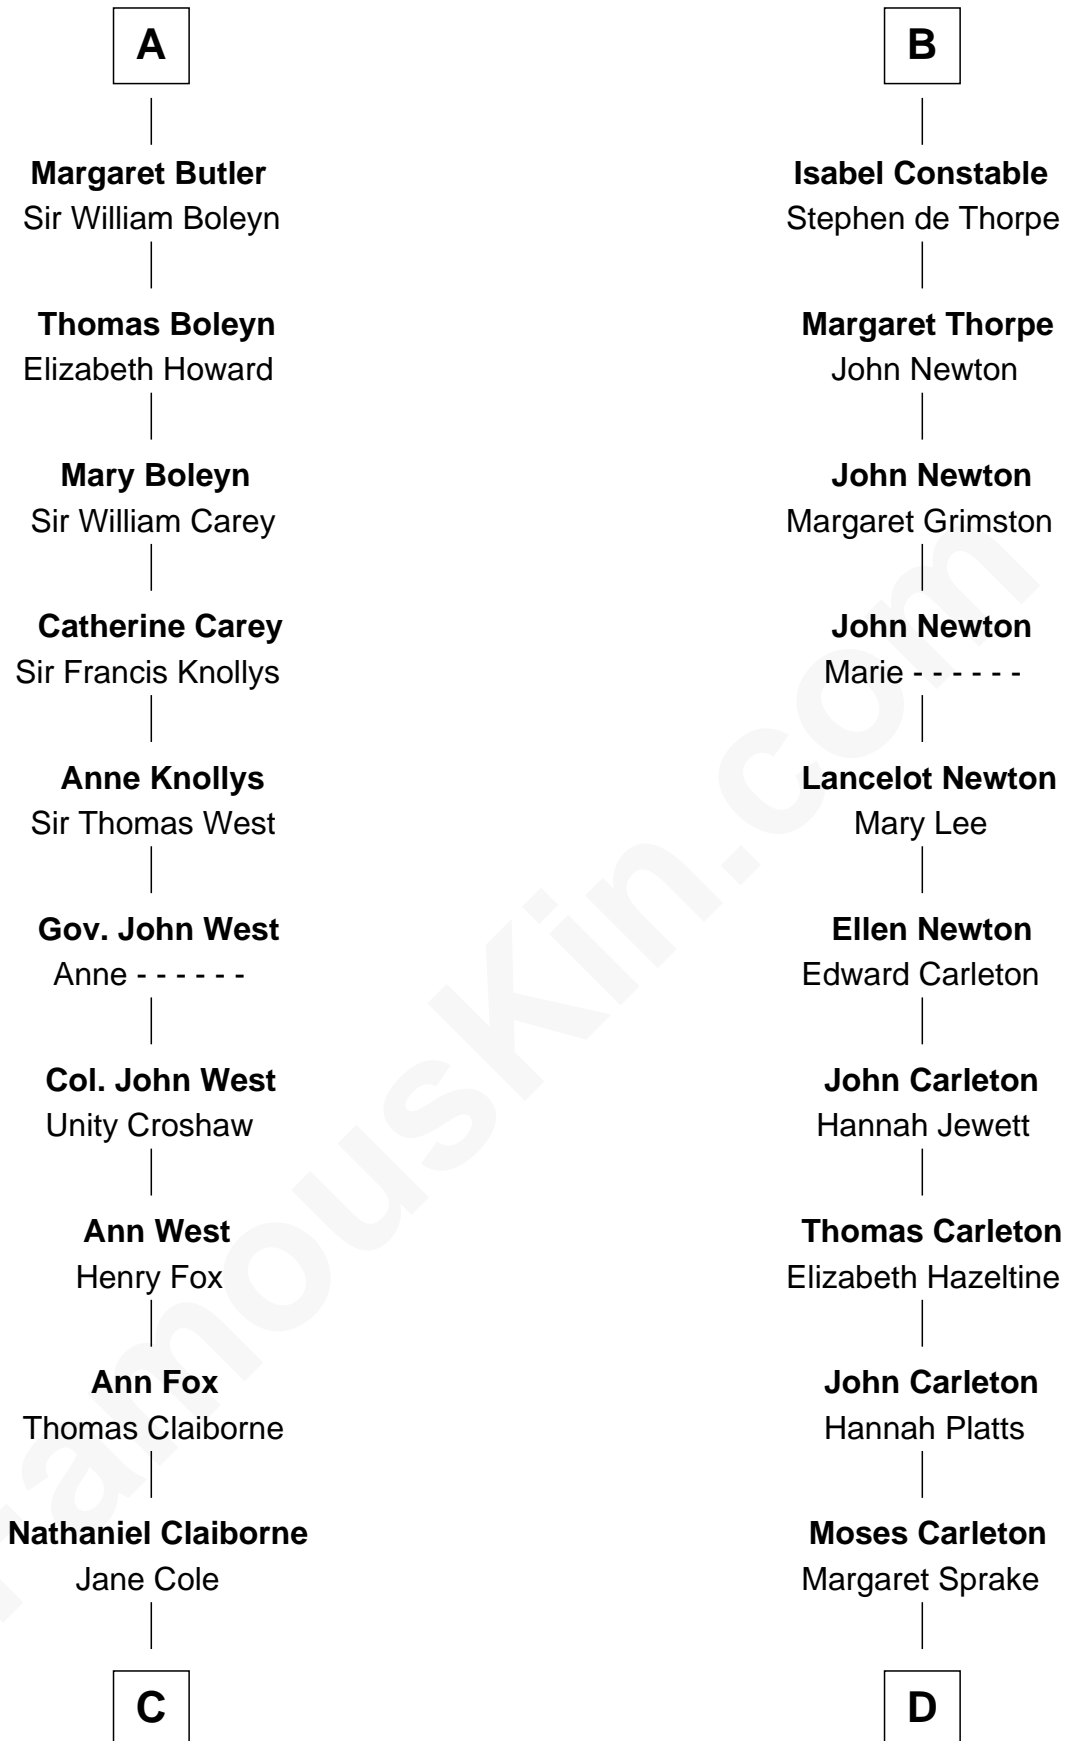 A
Margaret Butler
Sir William Boleyn
Thomas Boleyn
Elizabeth Howard
Mary Boleyn
Sir William Carey
Catherine Carey
Sir Francis Knollys
Anne Knollys
Sir Thomas West
Gov. John West
Anne - - - - - -
Col. John West
Unity Croshaw
Ann West
Henry Fox
Ann Fox
Thomas Claiborne
Nathaniel Claiborne
Jane Cole
C
B
Isabel Constable
Stephen de Thorpe
Margaret Thorpe
John Newton
John Newton
Margaret Grimston
John Newton
Marie - - - - - -
Lancelot Newton
Mary Lee
Ellen Newton
Edward Carleton
John Carleton
Hannah Jewett
Thomas Carleton
Elizabeth Hazeltine
John Carleton
Hannah Platts
Moses Carleton
Margaret Sprake
D
FamousKin.com